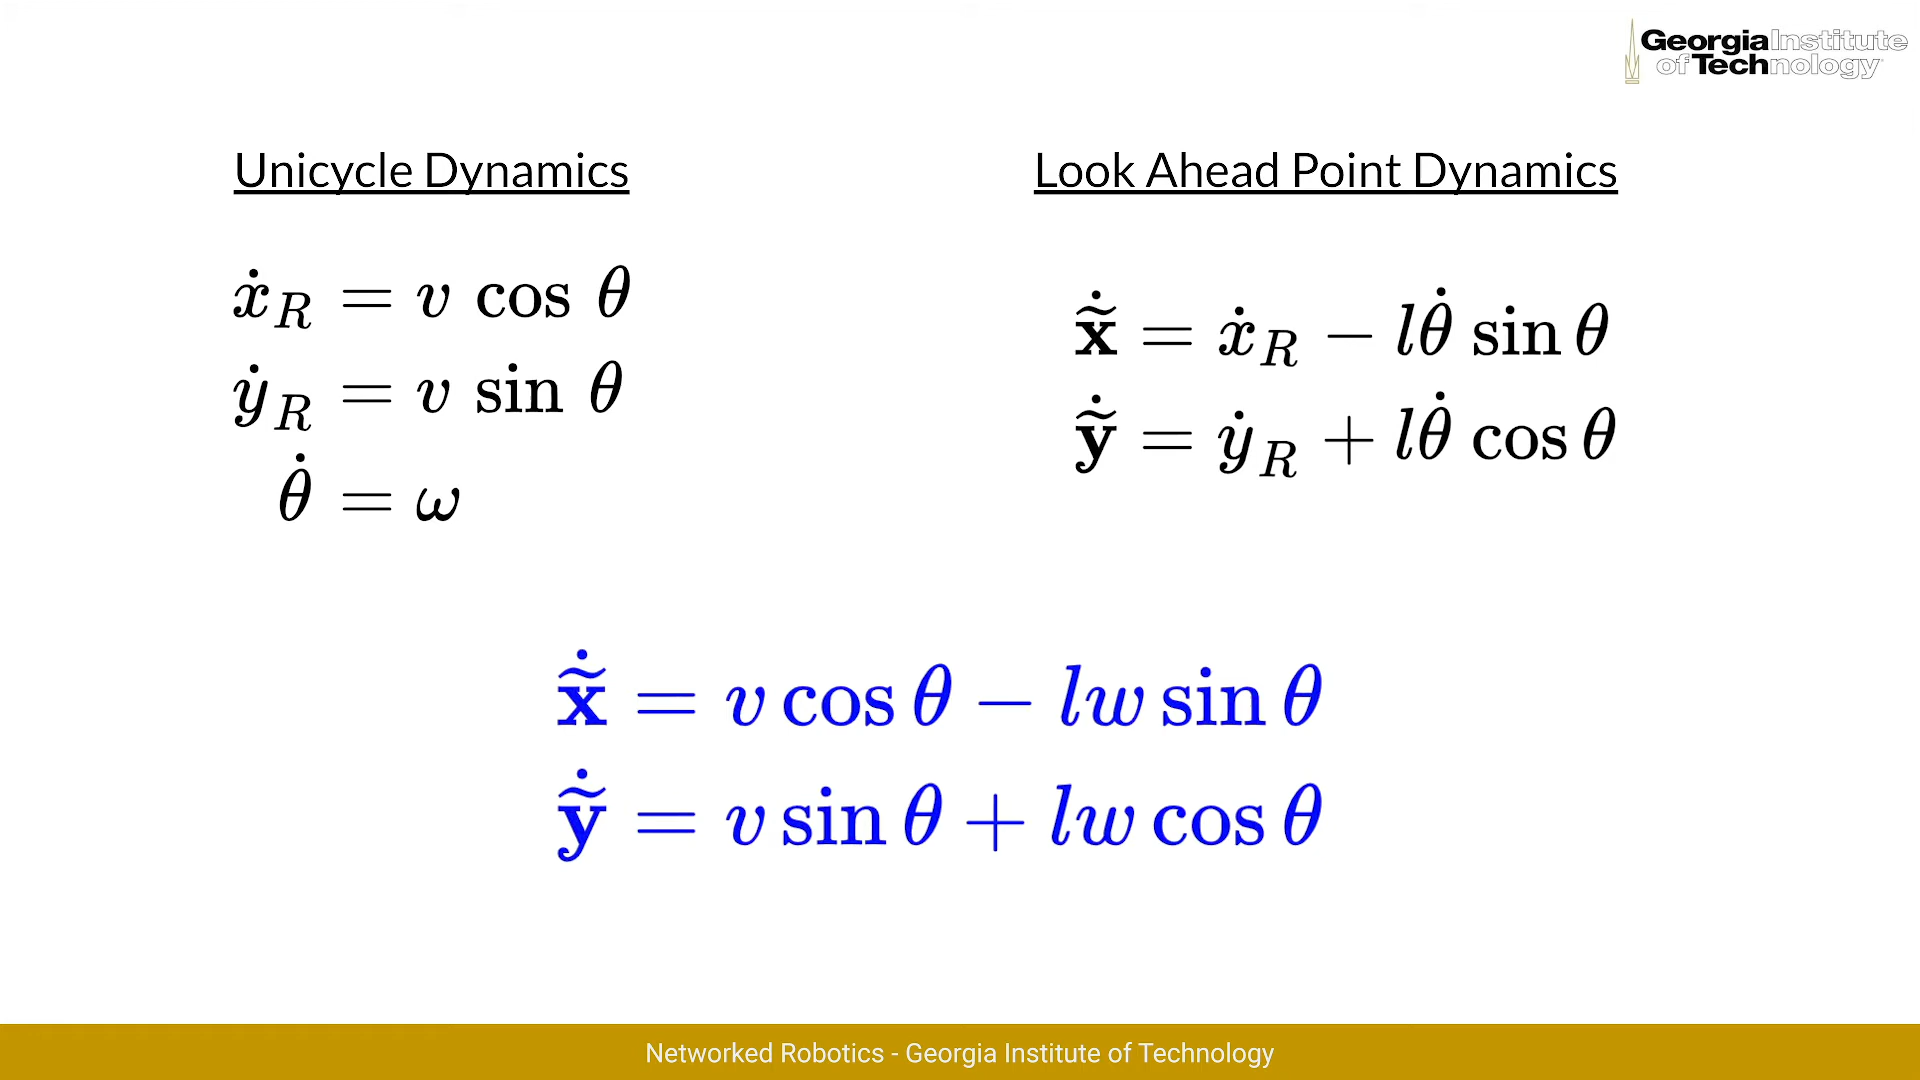 Georgia Institute
of Technology
Unicycle Dynamics
ẋ_R = v cos θ
ẏ_R = v sin θ
θ̇ = ω
Look Ahead Point Dynamics
𝐱̃̇ = ẋ_R − lθ̇ sin θ
𝐲̃̇ = ẏ_R + lθ̇ cos θ
𝐱̃̇ = v cos θ − lw sin θ
𝐲̃̇ = v sin θ + lw cos θ
Networked Robotics - Georgia Institute of Technology